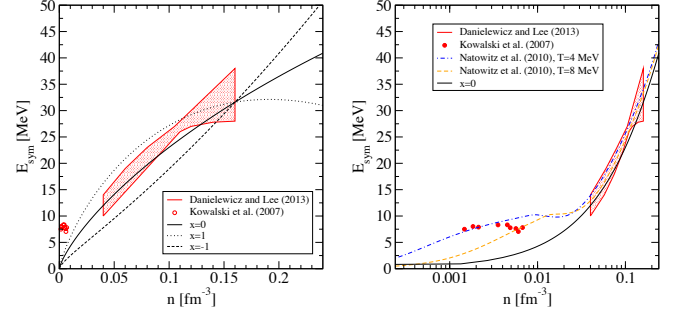 50
45
40
35
30
25
20
15
10
5
0
E_sym [MeV]
0
0.05
0.1
0.15
0.2
n [fm^-3]
Danielewicz and Lee (2013)
Kowalski et al. (2007)
x=0
x=1
x=-1
50
45
40
35
30
25
20
15
10
5
0
E_sym [MeV]
0.001
0.01
0.1
n [fm^-3]
Danielewicz and Lee (2013)
Kowalski et al. (2007)
Natowitz et al. (2010), T=4 MeV
Natowitz et al. (2010), T=8 MeV
x=0